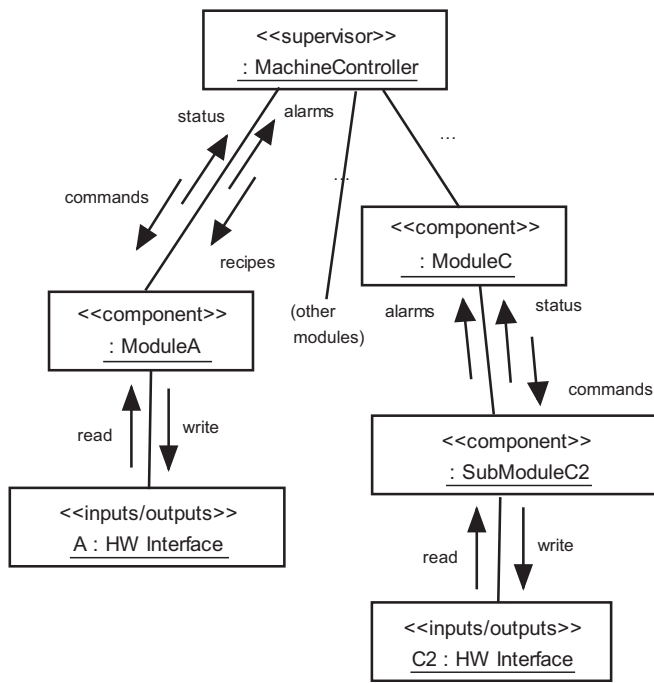 <<supervisor>>
: MachineController
status
alarms
...
commands
...
recipes
<<component>>
: ModuleC
<<component>>
: ModuleA
(other
modules)
alarms
status
commands
read
write
<<component>>
: SubModuleC2
<<inputs/outputs>>
A : HW Interface
read
write
<<inputs/outputs>>
C2 : HW Interface